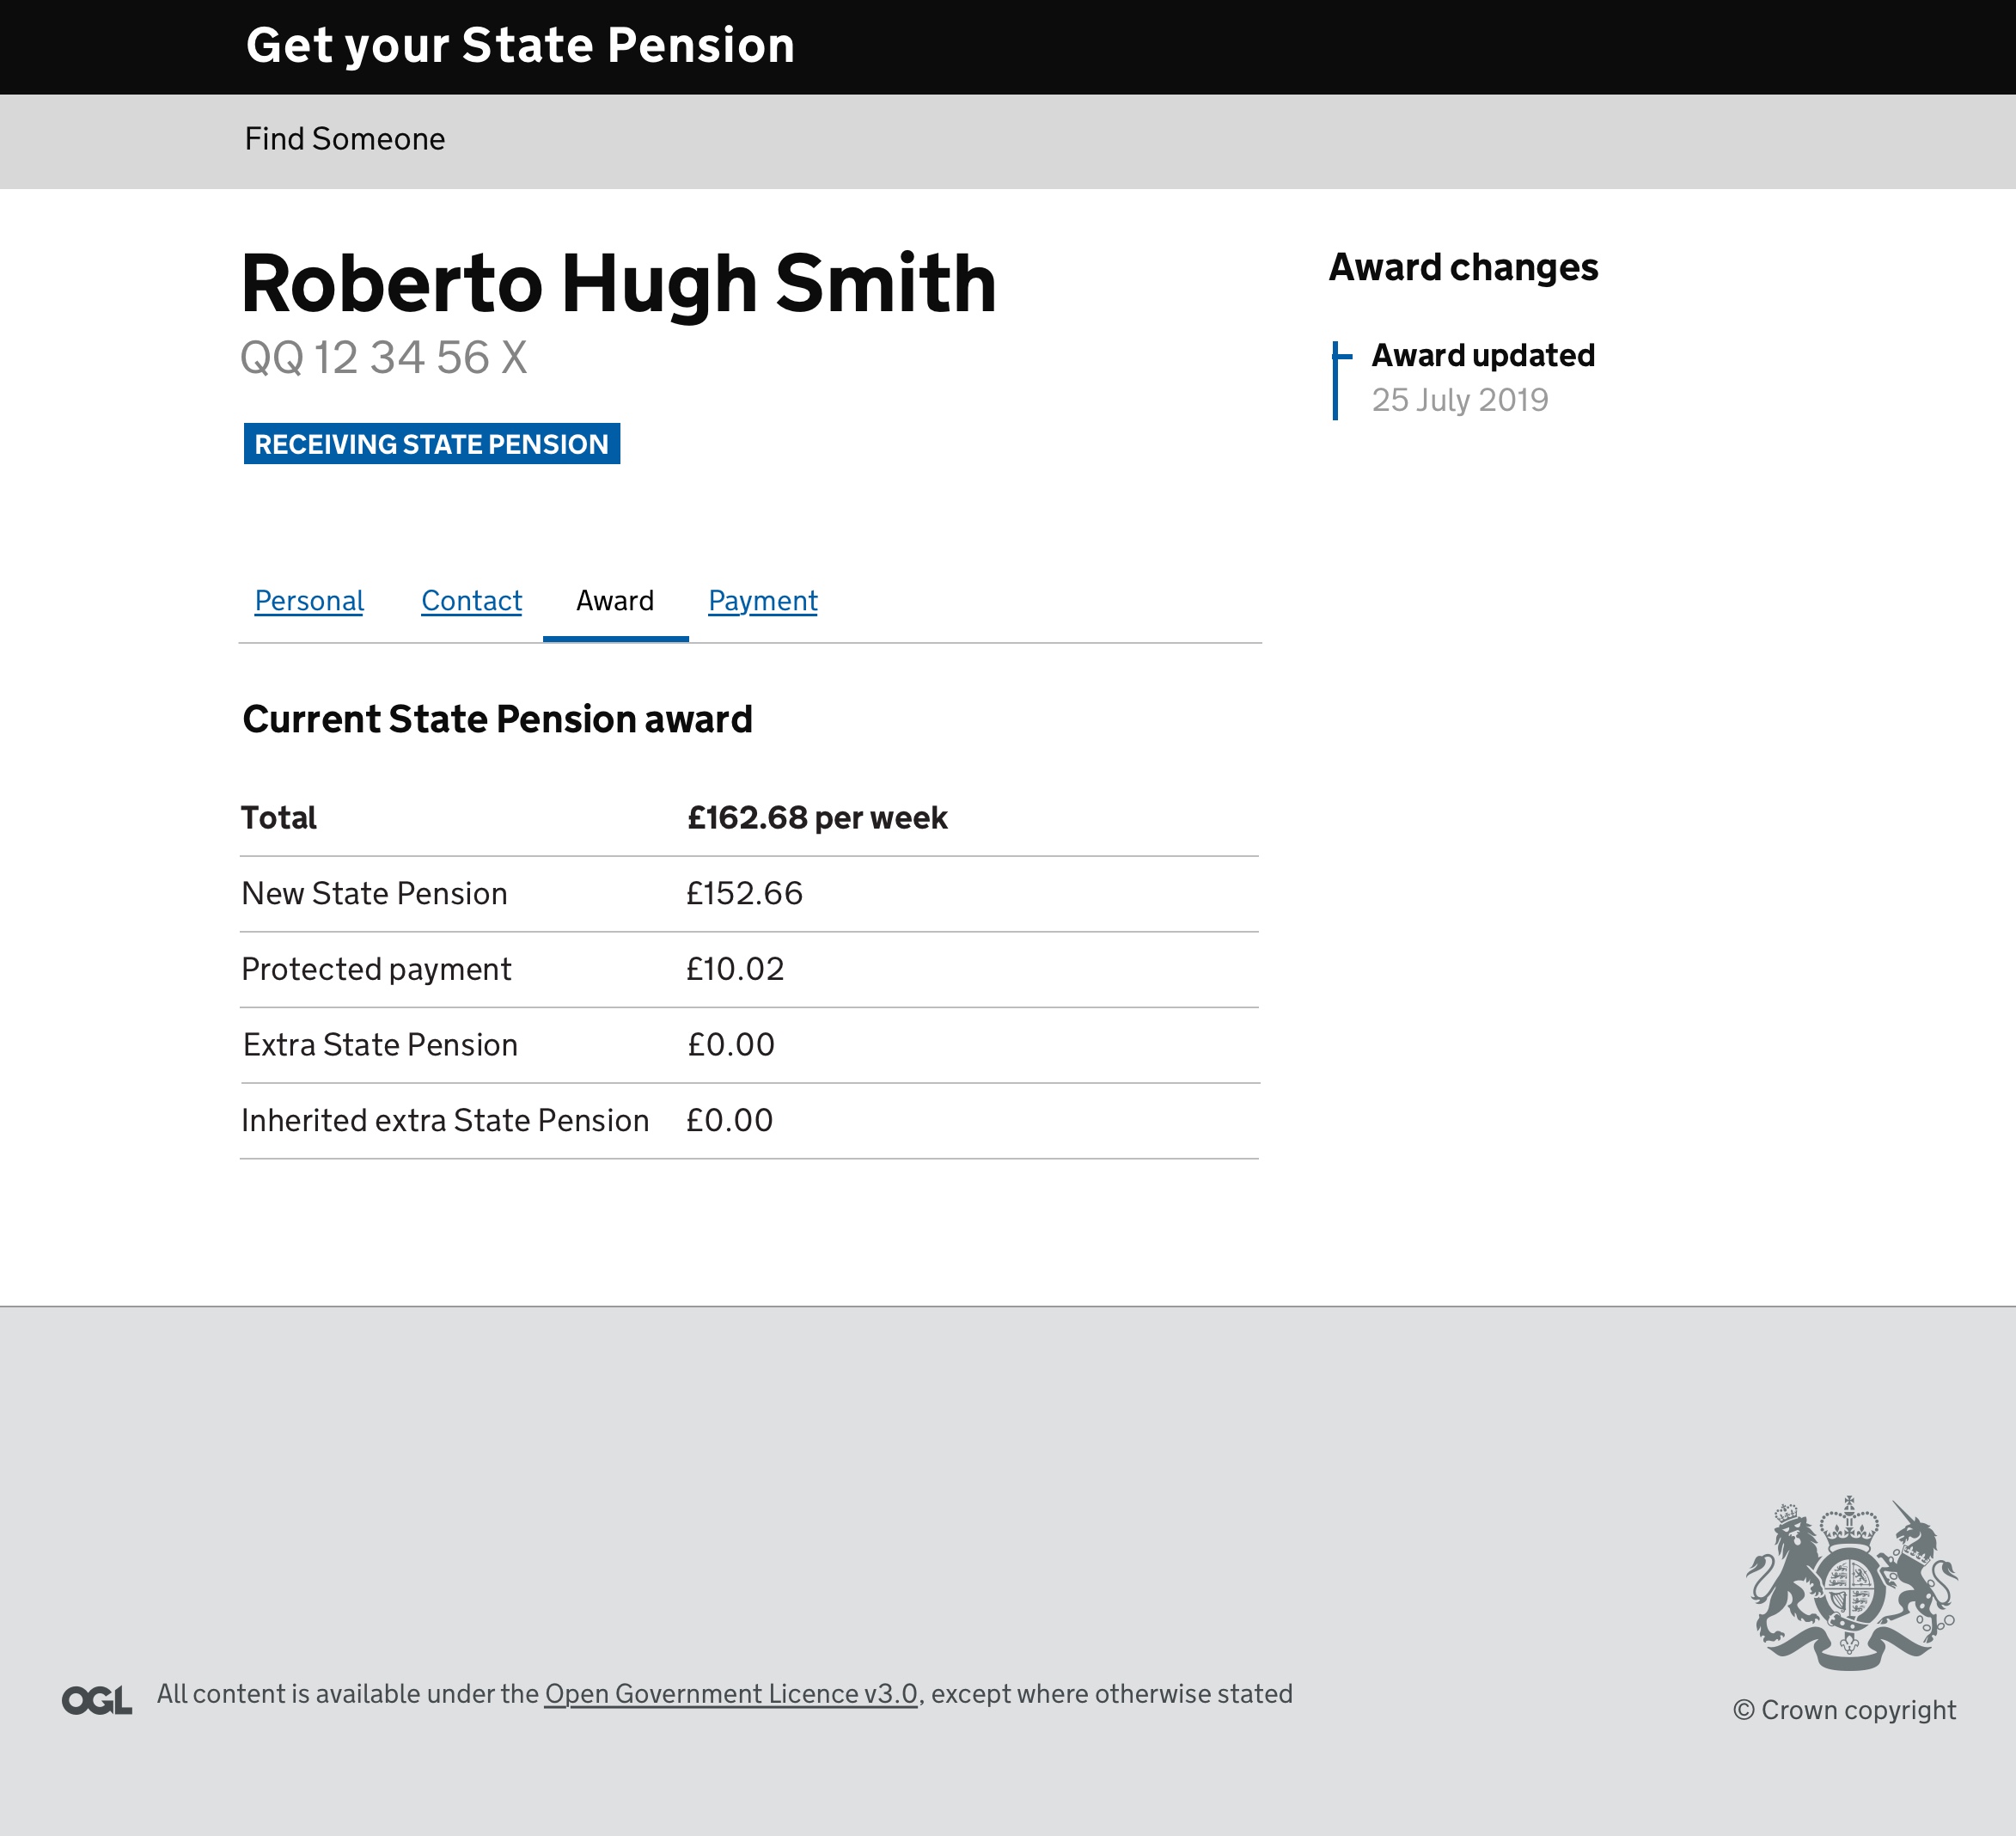 Get your State Pension
Find Someone
Roberto Hugh Smith
QQ 12 34 56 X
RECEIVING STATE PENSION
Award changes
Award updated
25 July 2019
Personal Contact Award Payment
Current State Pension award
Total £162.68 per week
New State Pension £152.66
Protected payment £10.02
Extra State Pension £0.00
Inherited extra State Pension £0.00
OGL All content is available under the Open Government Licence v3.0, except where otherwise stated
© Crown copyright